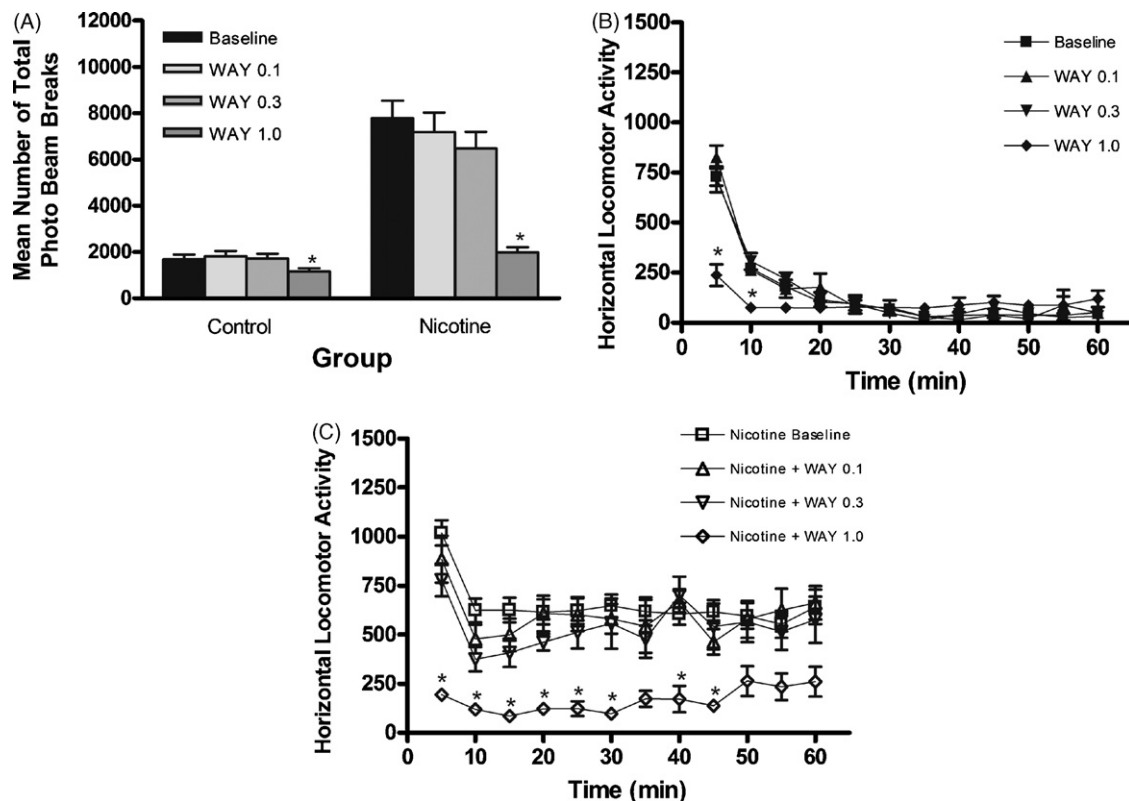 (A)
12000
10000
8000
6000
4000
2000
0
Mean Number of Total
Photo Beam Breaks
Baseline
WAY 0.1
WAY 0.3
WAY 1.0
*
*
Control
Nicotine
Group
(B)
1500
1250
1000
750
500
250
0
Horizontal Locomotor Activity
Baseline
WAY 0.1
WAY 0.3
WAY 1.0
*
*
0 10 20 30 40 50 60
Time (min)
(C)
1500
1250
1000
750
500
250
0
Horizontal Locomotor Activity
Nicotine Baseline
Nicotine + WAY 0.1
Nicotine + WAY 0.3
Nicotine + WAY 1.0
* * * * * * * *
0 10 20 30 40 50 60
Time (min)